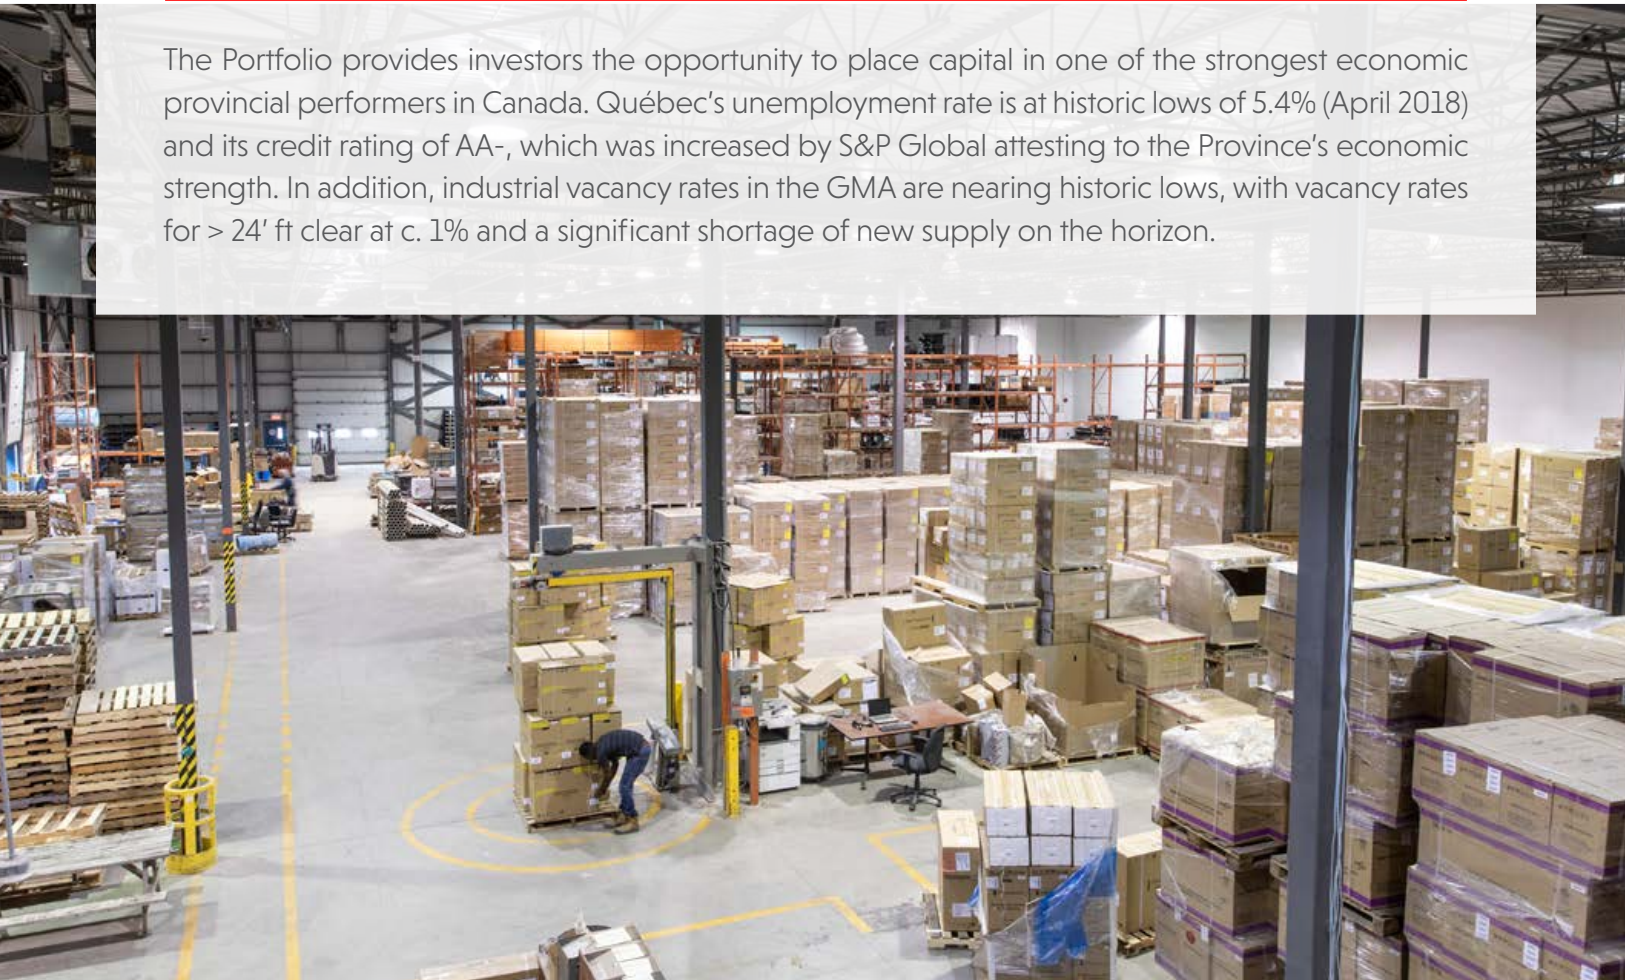 The Portfolio provides investors the opportunity to place capital in one of the strongest economic
provincial performers in Canada. Québec's unemployment rate is at historic lows of 5.4% (April 2018)
and its credit rating of AA-, which was increased by S&P Global attesting to the Province's economic
strength. In addition, industrial vacancy rates in the GMA are nearing historic lows, with vacancy rates
for > 24' ft clear at c. 1% and a significant shortage of new supply on the horizon.